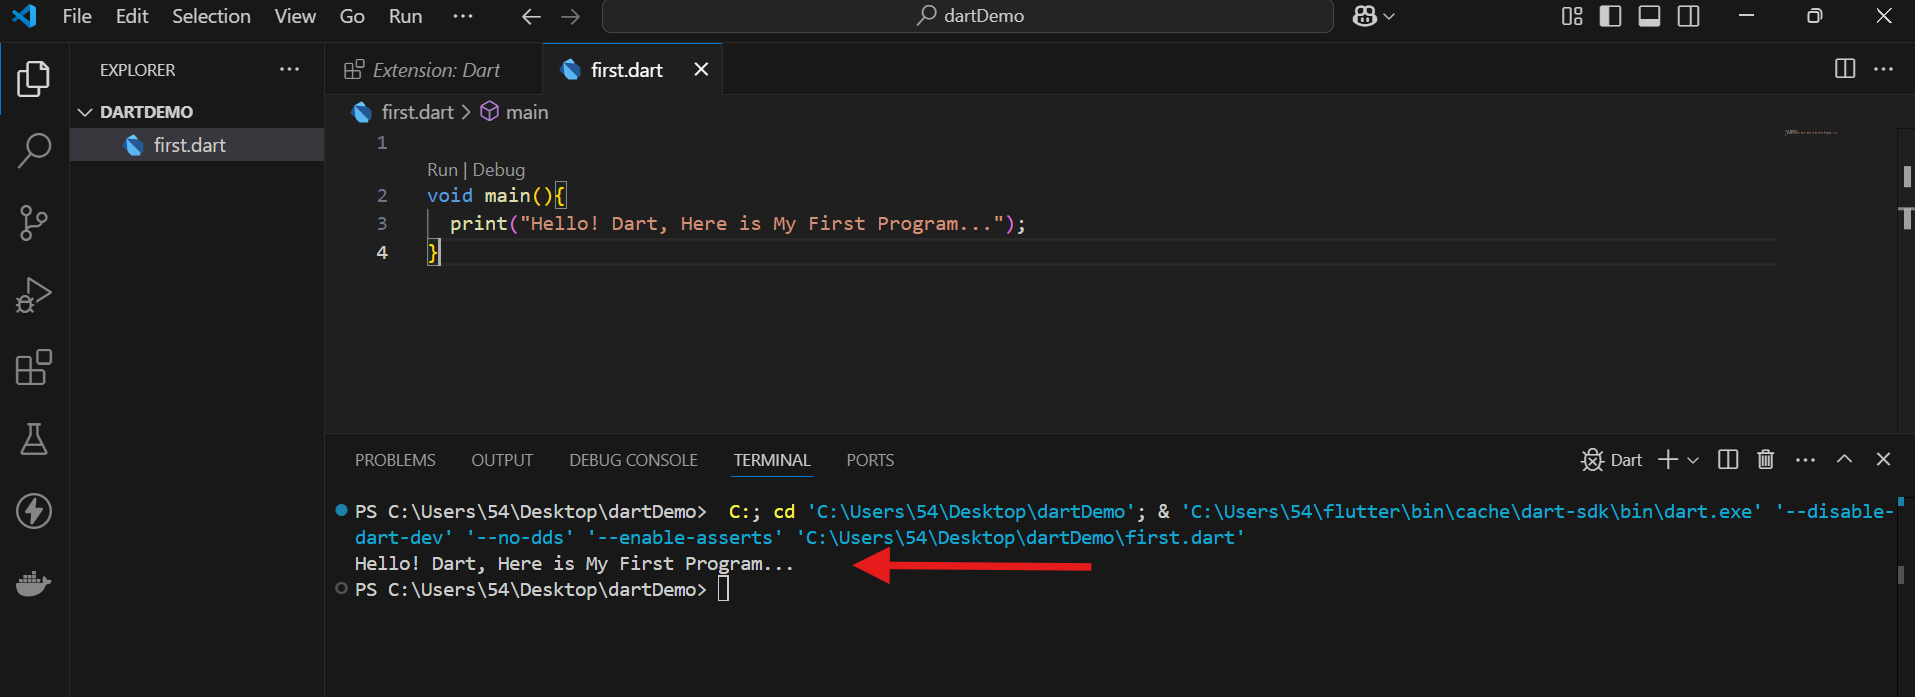 File Edit Selection View Go Run ··· dartDemo
EXPLORER ···
DARTDEMO
first.dart
Extension: Dart first.dart
first.dart > main
1
Run | Debug
2 void main(){
3 print("Hello! Dart, Here is My First Program...");
4 }
PROBLEMS OUTPUT DEBUG CONSOLE TERMINAL PORTS Dart
PS C:\Users\54\Desktop\dartDemo> C:; cd 'C:\Users\54\Desktop\dartDemo'; & 'C:\Users\54\flutter\bin\cache\dart-sdk\bin\dart.exe' '--disable-
dart-dev' '--no-dds' '--enable-asserts' 'C:\Users\54\Desktop\dartDemo\first.dart'
Hello! Dart, Here is My First Program...
PS C:\Users\54\Desktop\dartDemo>